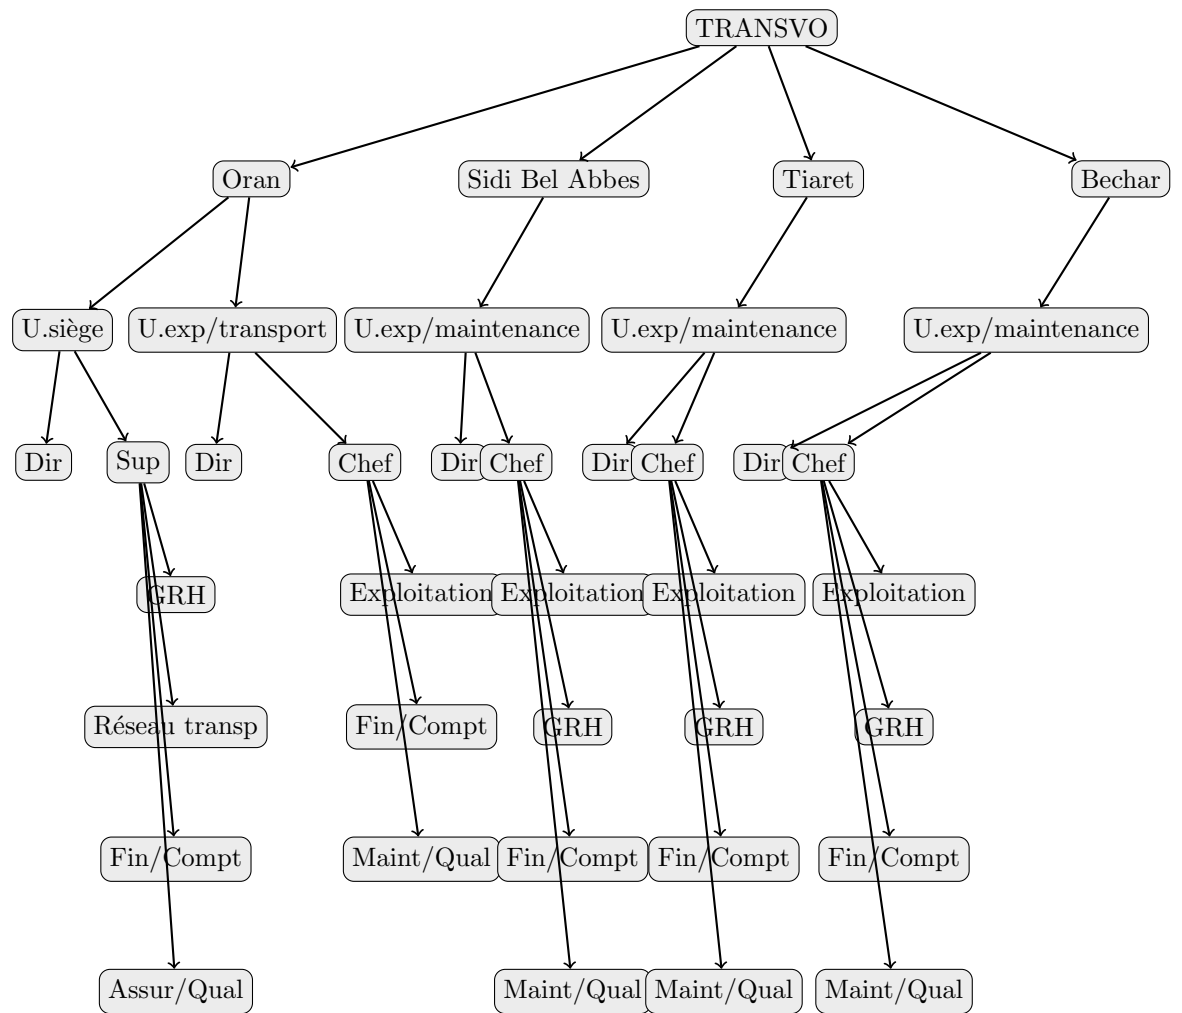 TRANSVO
Oran
Sidi Bel Abbes
Tiaret
Bechar
U.siège
U.exp/transport
U.exp/maintenance
U.exp/maintenance
U.exp/maintenance
Dir
Sup
Dir
Chef
Dir
Chef
Dir
Chef
Dir
Chef
GRH
Exploitation
Exploitation
Exploitation
Exploitation
Réseau transp
Fin/Compt
GRH
GRH
GRH
Fin/Compt
Maint/Qual
Fin/Compt
Fin/Compt
Fin/Compt
Assur/Qual
Maint/Qual
Maint/Qual
Maint/Qual